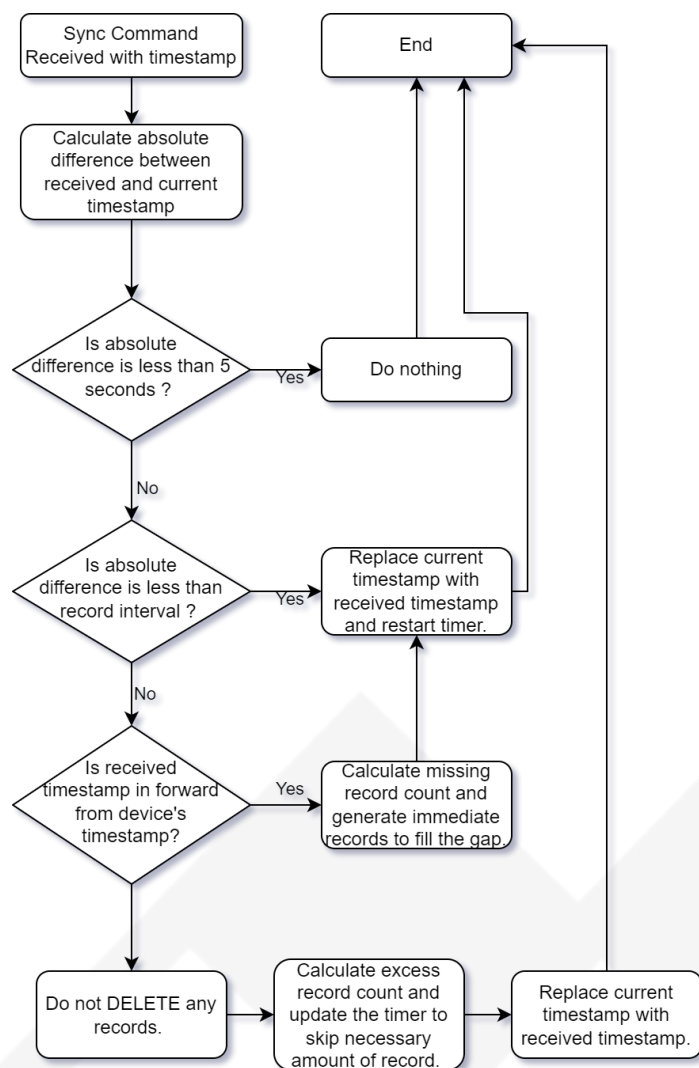 Sync Command
Received with timestamp
End
Calculate absolute
difference between
received and current
timestamp
Is absolute
difference is less than 5
seconds ?
Yes
Do nothing
No
Is absolute
difference is less than
record interval ?
Yes
Replace current
timestamp with
received timestamp
and restart timer.
No
Is received
timestamp in forward
from device's
timestamp?
Yes
Calculate missing
record count and
generate immediate
records to fill the gap.
Do not DELETE any
records.
Calculate excess
record count and
update the timer to
skip necessary
amount of record.
Replace current
timestamp with
received timestamp.